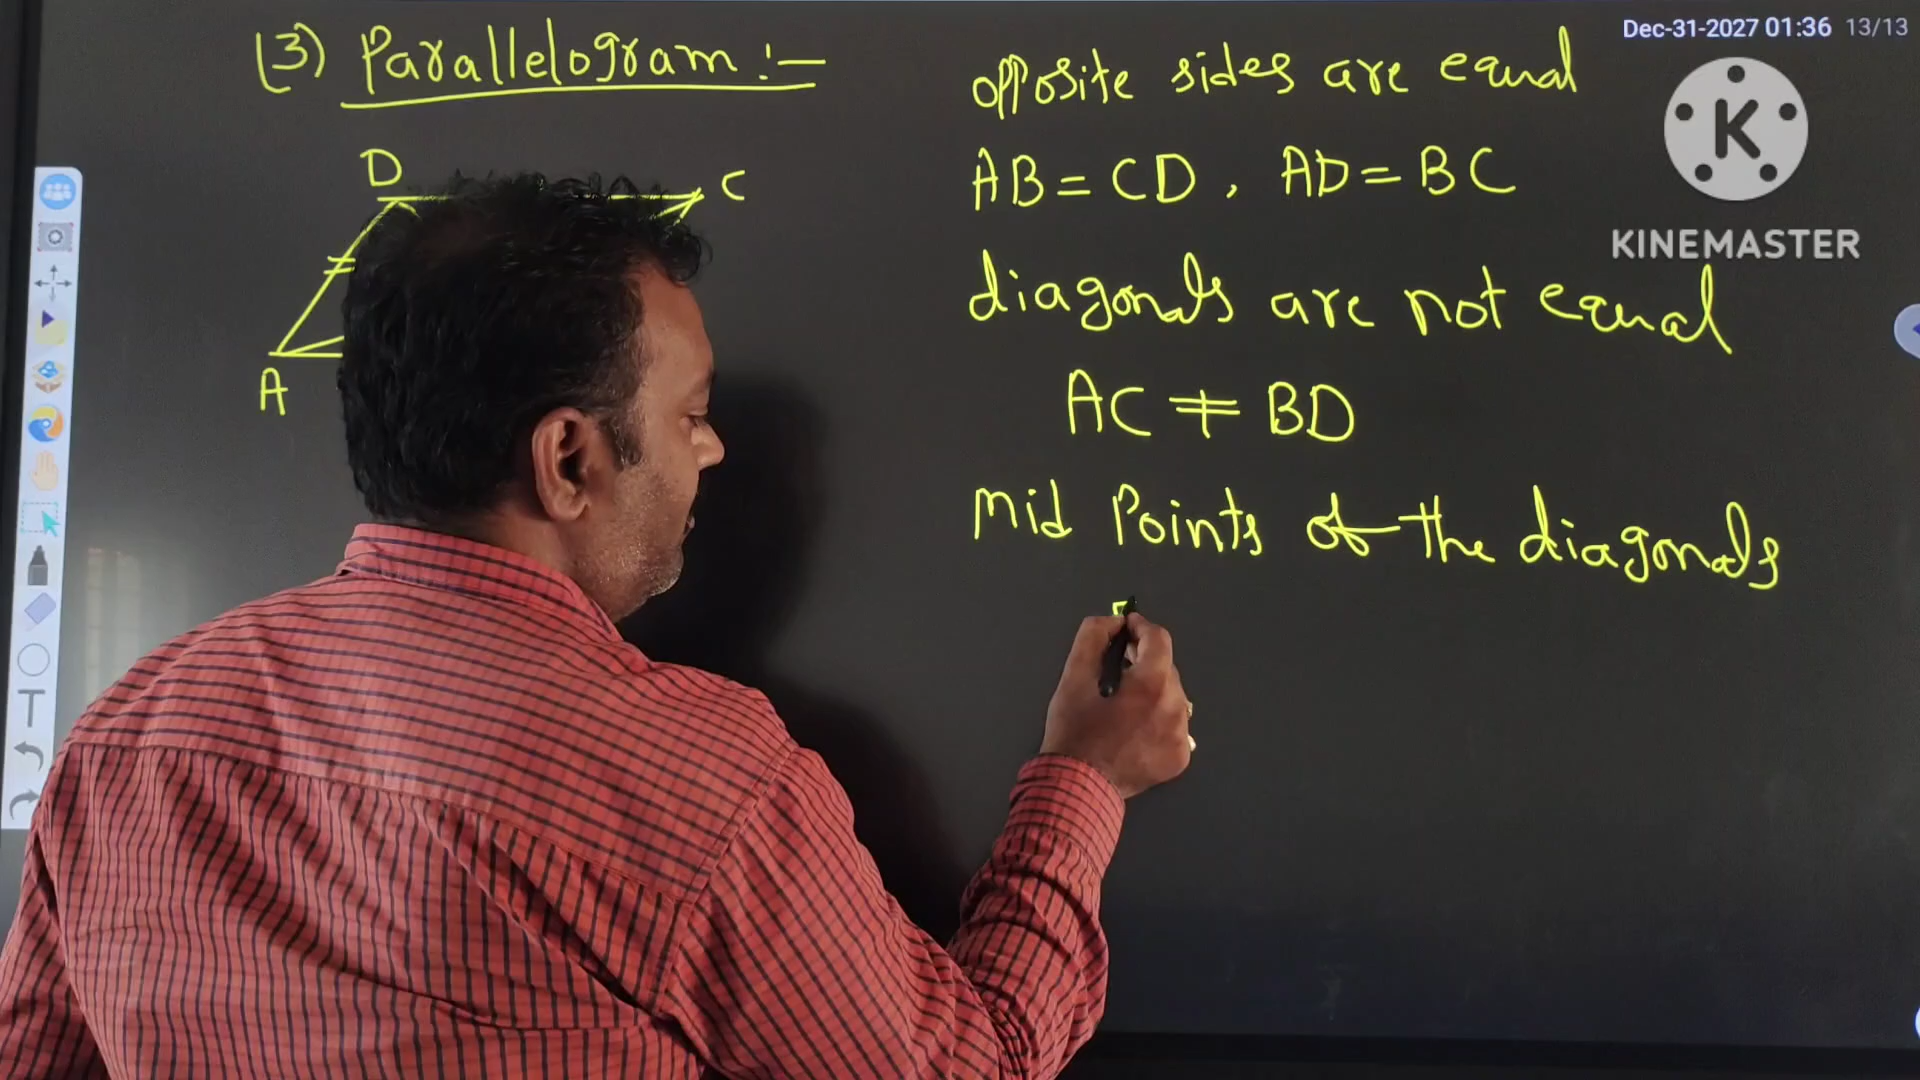 Dec-31-2027 01:36 13/13
(3) Parallelogram :-
opposite sides are equal
D
C
AB = CD, AD = BC
K
KINEMASTER
diagonals are not equal
A
AC ≠ BD
Mid Points of the diagonals
T